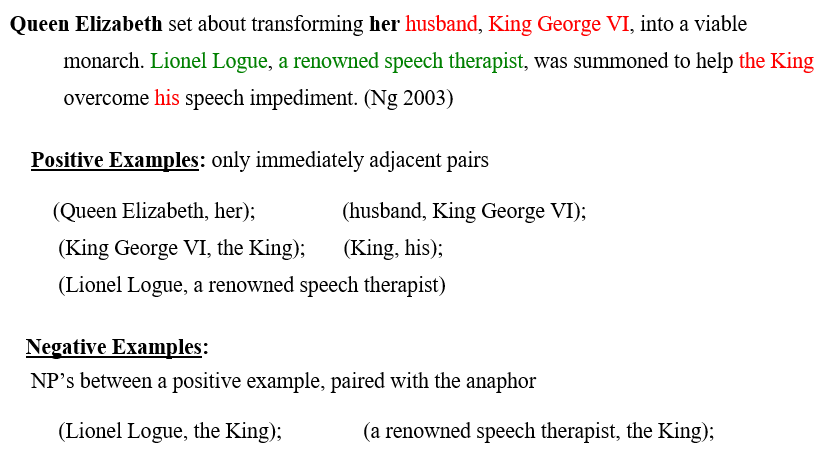 Queen Elizabeth set about transforming her husband, King George VI, into a viable
monarch. Lionel Logue, a renowned speech therapist, was summoned to help the King
overcome his speech impediment. (Ng 2003)
Positive Examples: only immediately adjacent pairs
(Queen Elizabeth, her); (husband, King George VI);
(King George VI, the King); (King, his);
(Lionel Logue, a renowned speech therapist)
Negative Examples:
NP’s between a positive example, paired with the anaphor
(Lionel Logue, the King); (a renowned speech therapist, the King);